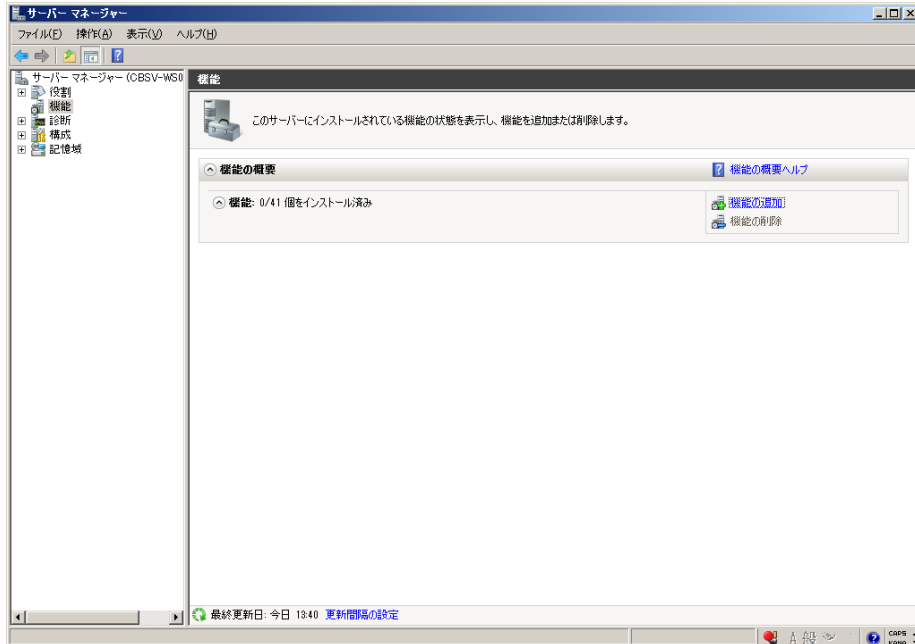 サーバー マネージャー
ファイル(F) 操作(A) 表示(V) ヘルプ(H)
サーバー マネージャー (CBSV-WS0
役割
機能
診断
構成
記憶域
機能
このサーバーにインストールされている機能の状態を表示し、機能を追加または削除します。
機能の概要
機能の概要ヘルプ
機能: 0/41 個をインストール済み
機能の追加
機能の削除
最終更新日: 今日 13:40 更新間隔の設定
A 般
CAPS
KANA